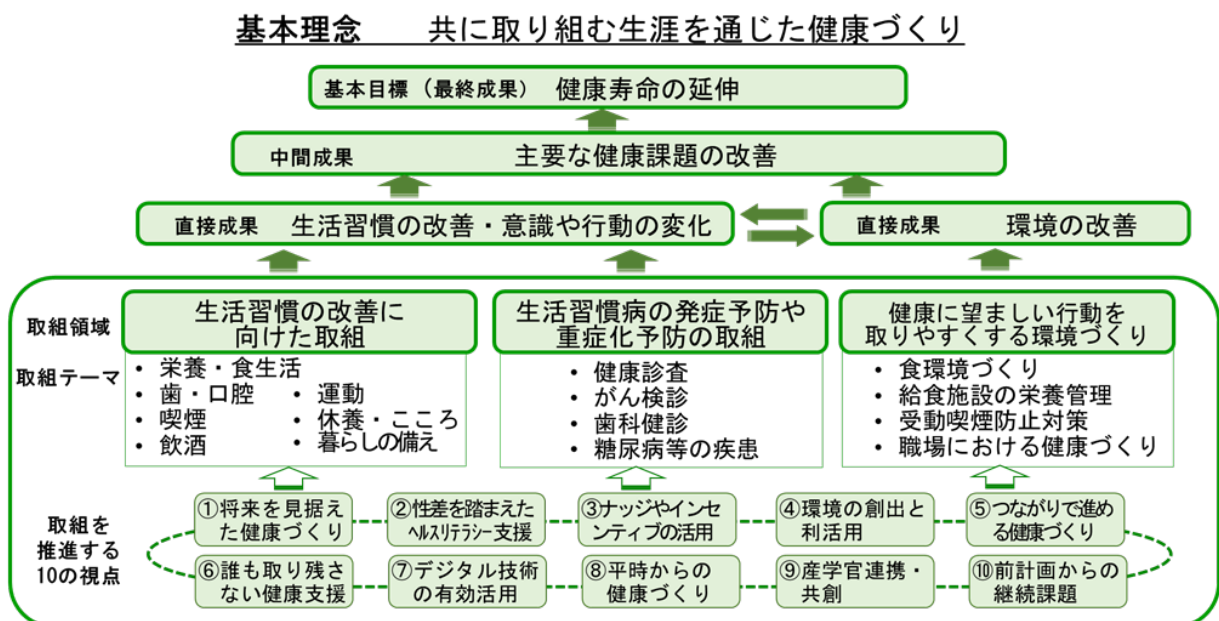 基本理念　共に取り組む生涯を通じた健康づくり
基本目標（最終成果） 健康寿命の延伸
中間成果　主要な健康課題の改善
直接成果　生活習慣の改善・意識や行動の変化
直接成果　環境の改善
取組領域
生活習慣の改善に
向けた取組
生活習慣病の発症予防や
重症化予防の取組
健康に望ましい行動を
取りやすくする環境づくり
取組テーマ
• 栄養・食生活
• 歯・口腔
• 喫煙
• 飲酒
• 運動
• 休養・こころ
• 暮らしの備え
• 健康診査
• がん検診
• 歯科健診
• 糖尿病等の疾患
• 食環境づくり
• 給食施設の栄養管理
• 受動喫煙防止対策
• 職場における健康づくり
取組を
推進する
10の視点
①将来を見据え
た健康づくり
②性差を踏まえた
ヘルスリテラシー支援
③ナッジやインセ
ンティブの活用
④環境の創出と
利活用
⑤つながりで進め
る健康づくり
⑥誰も取り残さ
ない健康支援
⑦デジタル技術
の有効活用
⑧平時からの
健康づくり
⑨産学官連携・
共創
⑩前計画からの
継続課題